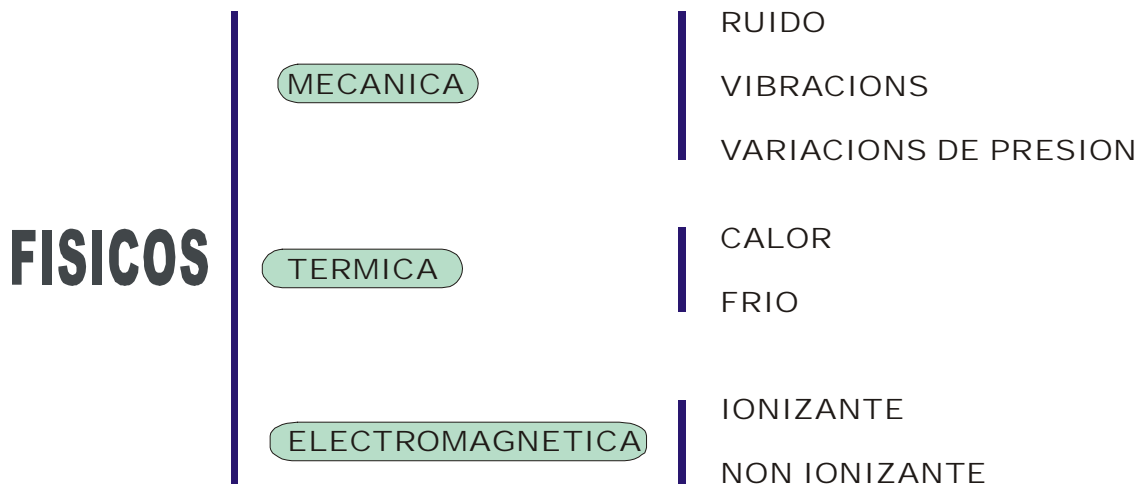 RUIDO
MECANICA
VIBRACIONS
VARIACIONS DE PRESION
FISICOS
TERMICA
CALOR
FRIO
IONIZANTE
ELECTROMAGNETICA
NON IONIZANTE